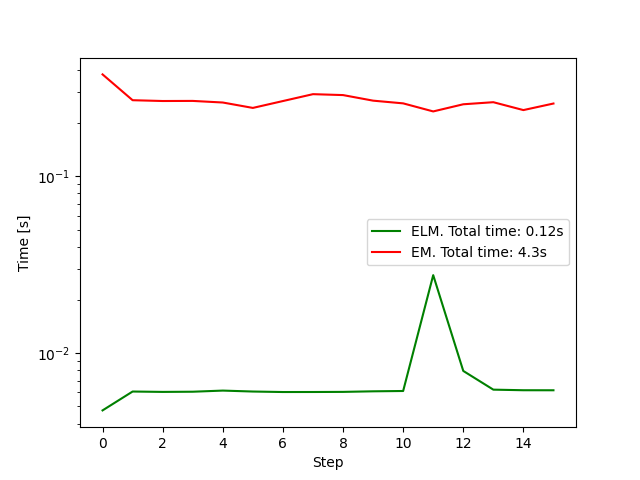 Time [s]
10⁻¹
10⁻²
ELM. Total time: 0.12s
EM. Total time: 4.3s
0 2 4 6 8 10 12 14
Step